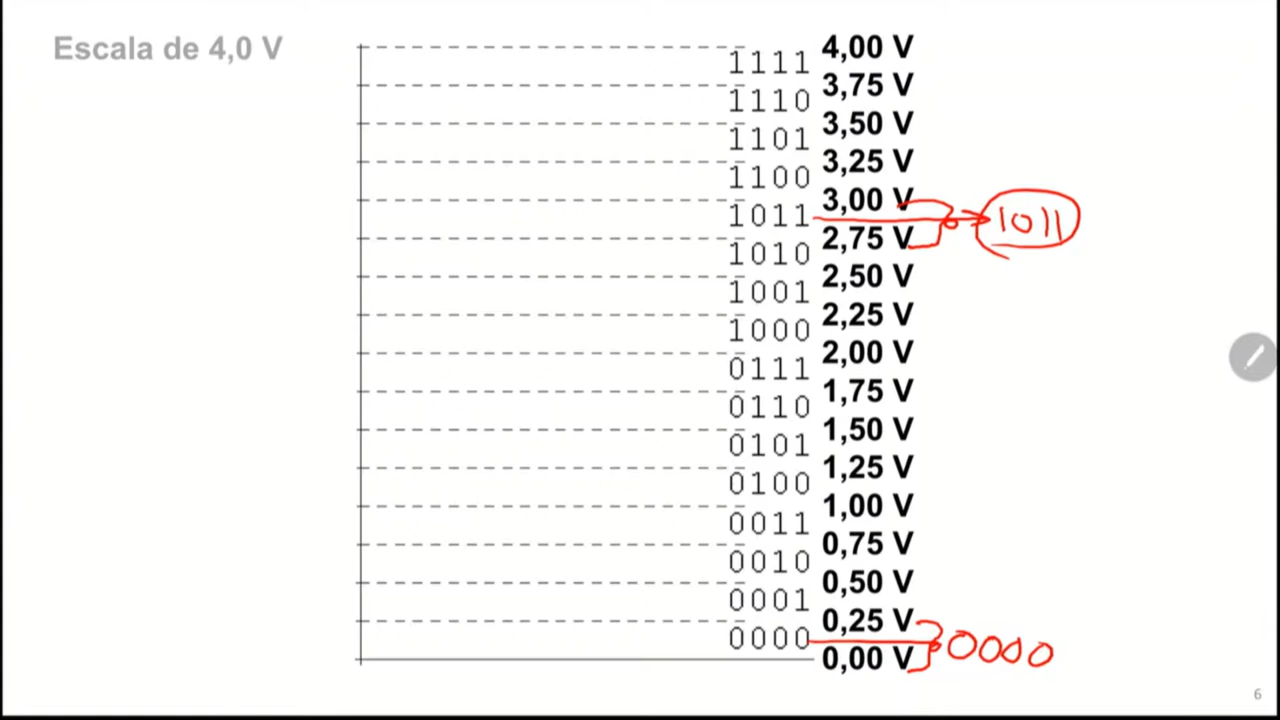 Escala de 4,0 V
4,00 V
1111
3,75 V
1110
3,50 V
1101
3,25 V
1100
3,00 V
1011 1011
2,75 V
1010
2,50 V
1001
2,25 V
1000
2,00 V
0111
1,75 V
0110
1,50 V
0101
1,25 V
0100
1,00 V
0011
0,75 V
0010
0,50 V
0001
0,25 V
0000 0000
0,00 V
6